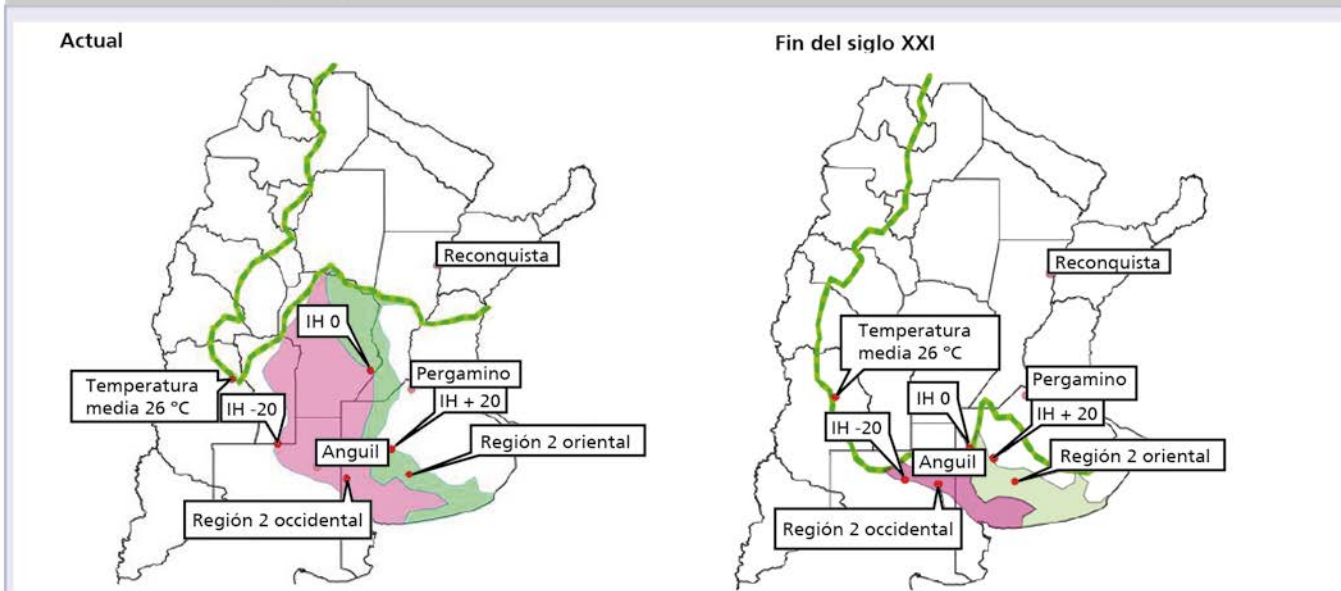 Actual
Reconquista
IH 0
Temperatura
media 26 ºC
Pergamino
IH -20
IH + 20
Anguil
Región 2 oriental
Región 2 occidental
Fin del siglo XXI
Reconquista
Temperatura
media 26 ºC
Pergamino
IH 0
IH + 20
IH -20
Anguil
Región 2 oriental
Región 2 occidental